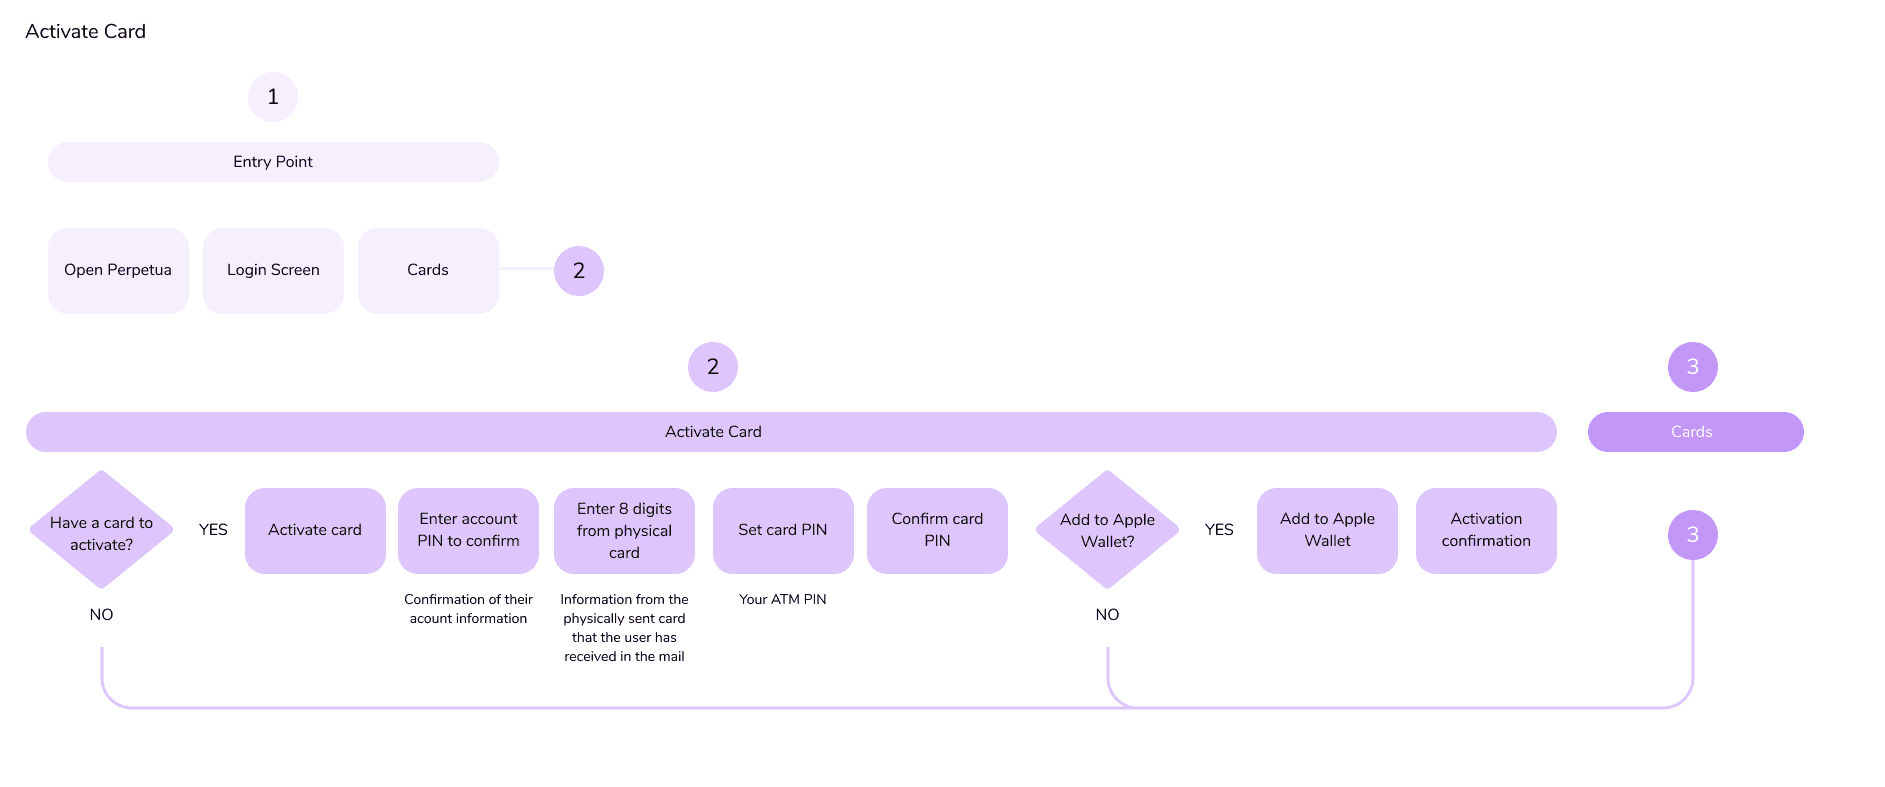 Activate Card
1
Entry Point
Open Perpetua
Login Screen
Cards
2
2
3
Activate Card
Cards
Have a card to
activate?
YES
Activate card
Enter account
PIN to confirm
Enter 8 digits
from physical
card
Set card PIN
Confirm card
PIN
Add to Apple
Wallet?
YES
Add to Apple
Wallet
Activation
confirmation
3
NO
Confirmation of their
acount information
Information from the
physically sent card
that the user has
received in the mail
Your ATM PIN
NO